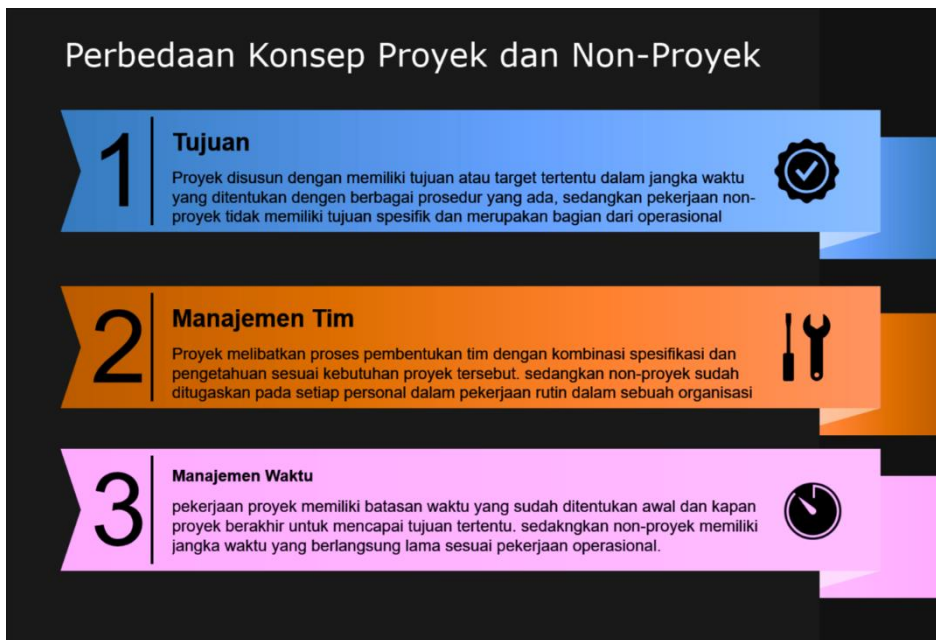 Perbedaan Konsep Proyek dan Non-Proyek
1
Tujuan
Proyek disusun dengan memiliki tujuan atau target tertentu dalam jangka waktu
yang ditentukan dengen berbagai prosedur yang ada, sedangkan pekerjaan non-
proyek tidak memiliki tujuan spesifik dan merupakan bagian dari operasional
2
Manajemen Tim
Proyek melibatkan proses pembentukan tim dengan kombinasi spesifikasi dan
pengetahuan sesuai kebutuhan proyek tersebut. sedangkan non-proyek sudah
ditugaskan pada setiap personal dalam pekerjaan rutin dalam sebuah organisasi
3
Manajemen Waktu
pekerjaan proyek memiliki batasan waktu yang sudah ditentukan awal dan kapan
proyek berakhir untuk mencapai tujuan tertentu. sedakngkan non-proyek memiliki
jangka waktu yang berlangsung lama sesuai pekerjaan operasional.